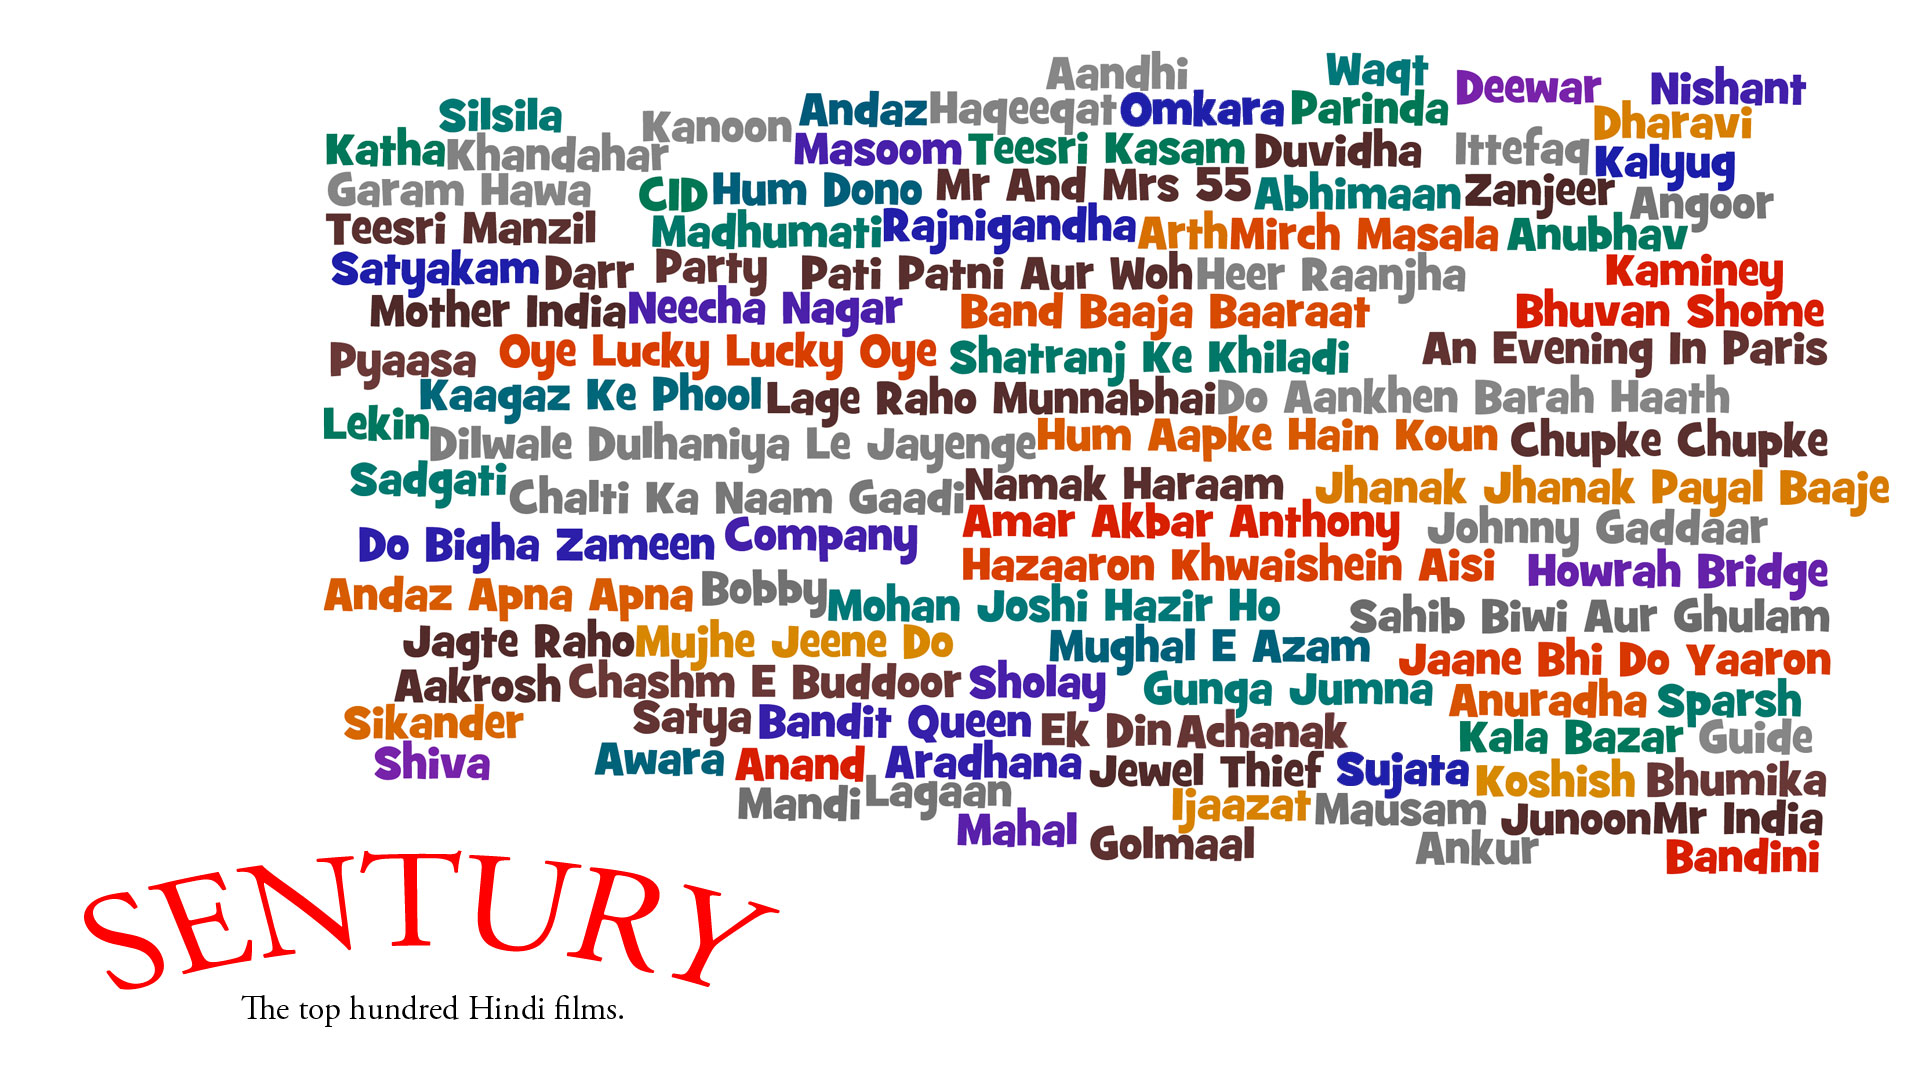 Aandhi
Waqt
Deewar
Nishant
Silsila
Kanoon
Andaz
Haqeeqat
Omkara
Parinda
Dharavi
Katha
Khandahar
Masoom
Teesri Kasam
Duvidha
Ittefaq
Kalyug
Garam Hawa
CID
Hum Dono
Mr And Mrs 55
Abhimaan
Zanjeer
Angoor
Teesri Manzil
Madhumati
Rajnigandha
Arth
Mirch Masala
Anubhav
Satyakam
Darr
Party
Pati Patni Aur Woh
Heer Raanjha
Kaminey
Mother India
Neecha Nagar
Band Baaja Baaraat
Bhuvan Shome
Pyaasa
Oye Lucky Lucky Oye
Shatranj Ke Khiladi
An Evening In Paris
Kaagaz Ke Phool
Lage Raho Munnabhai
Do Aankhen Barah Haath
Lekin
Dilwale Dulhaniya Le Jayenge
Hum Aapke Hain Koun
Chupke Chupke
Sadgati
Chalti Ka Naam Gaadi
Namak Haraam
Jhanak Jhanak Payal Baaje
Do Bigha Zameen
Company
Amar Akbar Anthony
Johnny Gaddaar
Hazaaron Khwaishein Aisi
Howrah Bridge
Andaz Apna Apna
Bobby
Mohan Joshi Hazir Ho
Sahib Biwi Aur Ghulam
Jagte Raho
Mujhe Jeene Do
Mughal E Azam
Jaane Bhi Do Yaaron
Aakrosh
Chashm E Buddoor
Sholay
Gunga Jumna
Anuradha
Sparsh
Sikander
Satya
Bandit Queen
Ek Din Achanak
Kala Bazar
Guide
Shiva
Awara
Anand
Aradhana
Jewel Thief
Sujata
Koshish
Bhumika
Mandi
Lagaan
Ijaazat
Mausam
Junoon
Mr India
Mahal
Golmaal
Ankur
Bandini
SENTURY
The top hundred Hindi films.